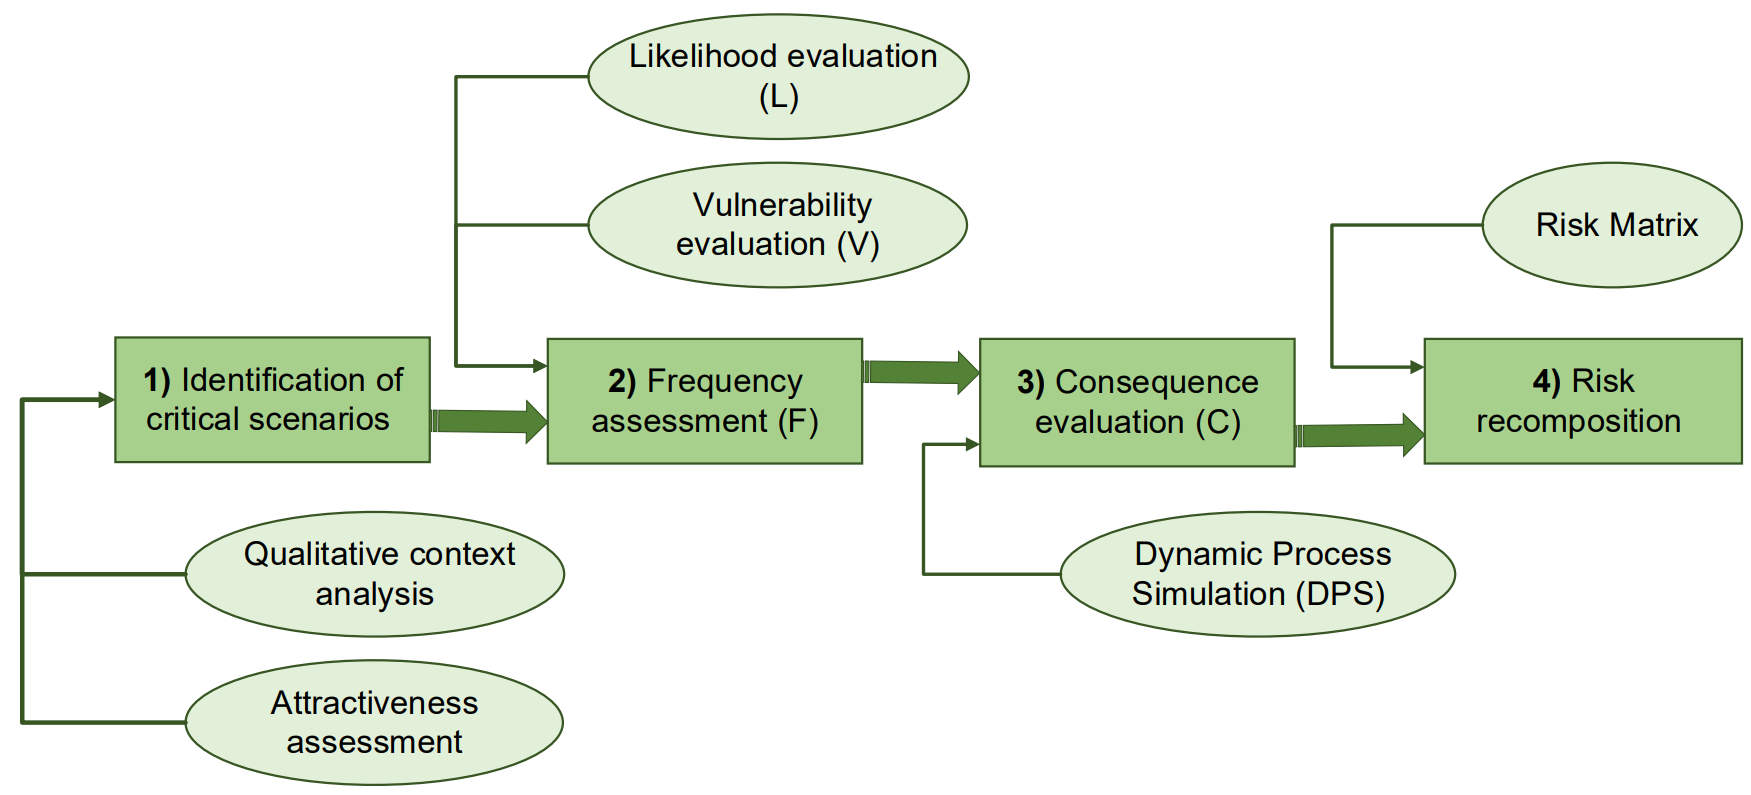 Likelihood evaluation
(L)
Vulnerability
evaluation (V)
Risk Matrix
1) Identification of
critical scenarios
2) Frequency
assessment (F)
3) Consequence
evaluation (C)
4) Risk
recomposition
Qualitative context
analysis
Dynamic Process
Simulation (DPS)
Attractiveness
assessment